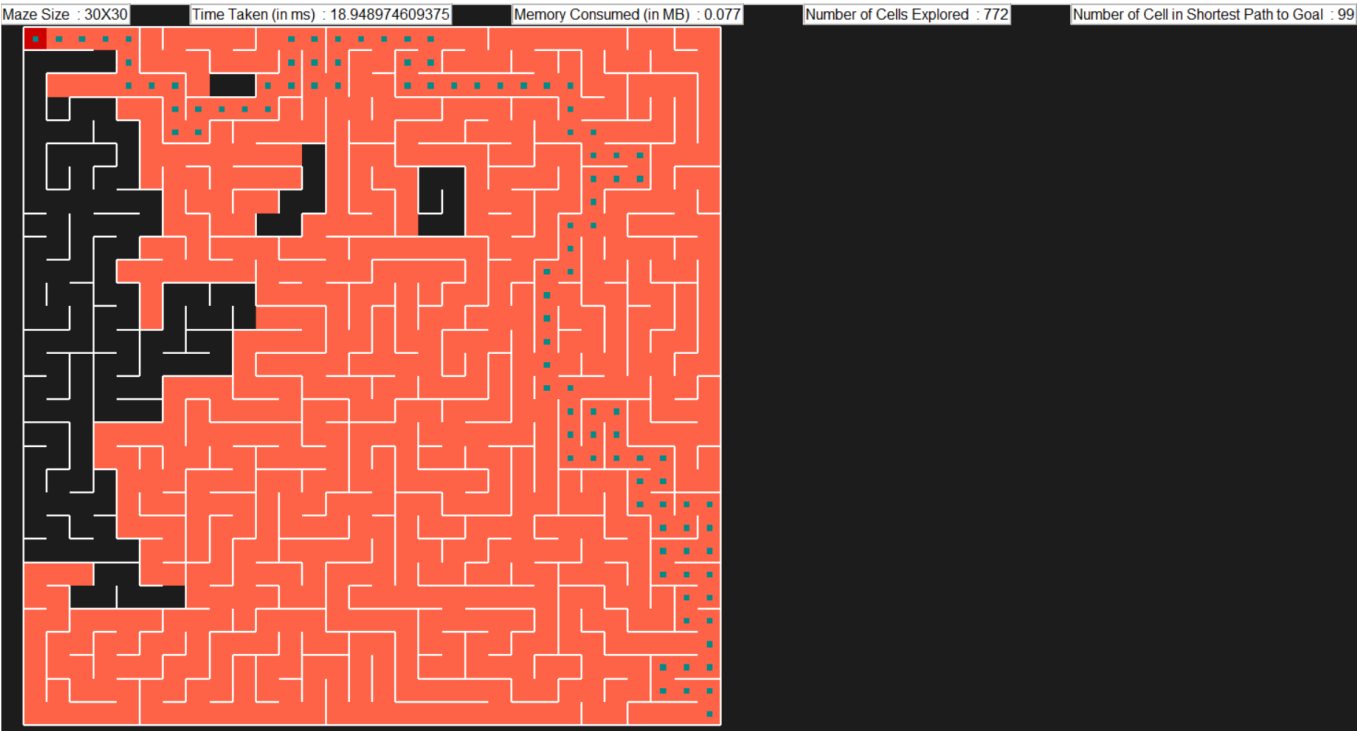 Maze Size : 30X30
Time Taken (in ms) : 18.948974609375
Memory Consumed (in MB) : 0.077
Number of Cells Explored : 772
Number of Cell in Shortest Path to Goal : 99